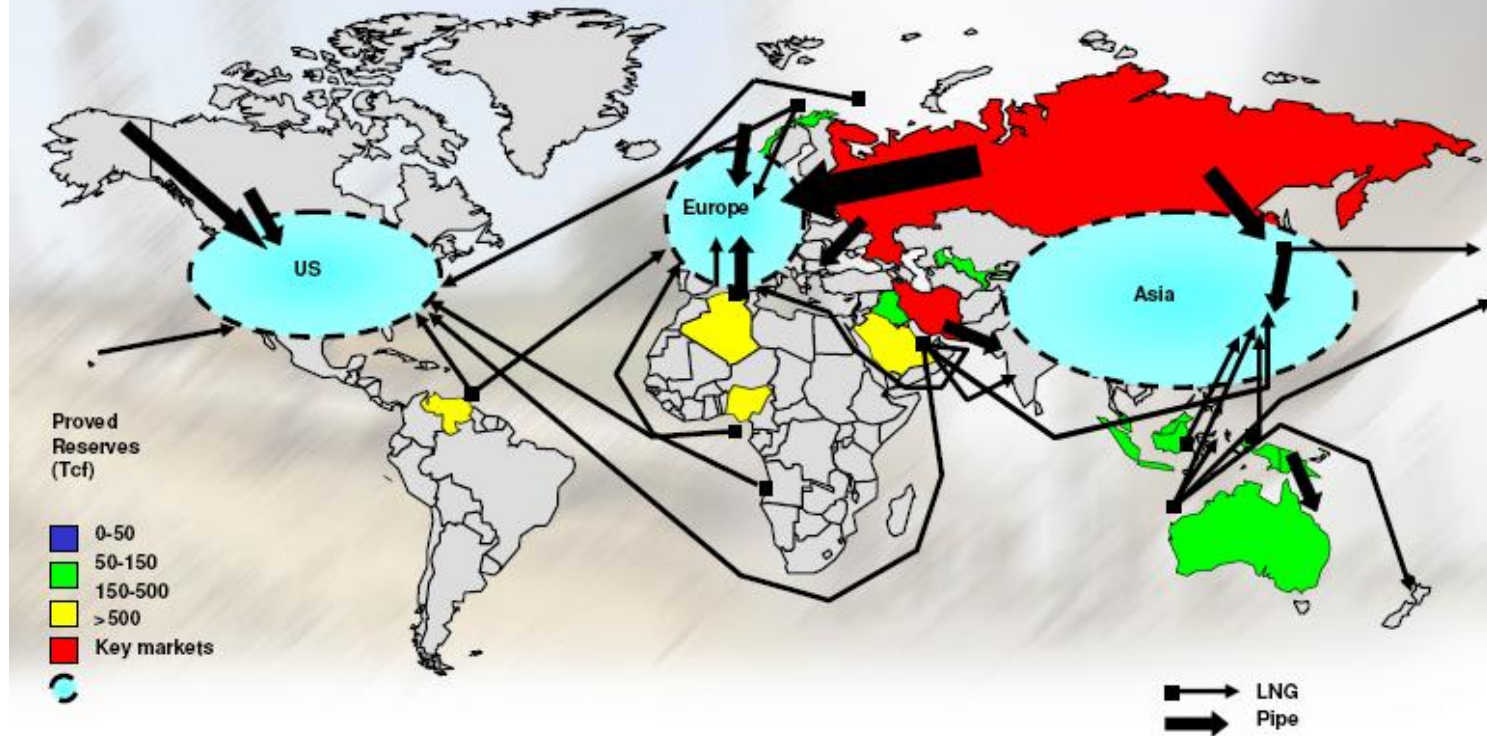 Europe
US
Asia
Proved
Reserves
(Tcf)
0-50
50-150
150-500
>500
Key markets
LNG
Pipe